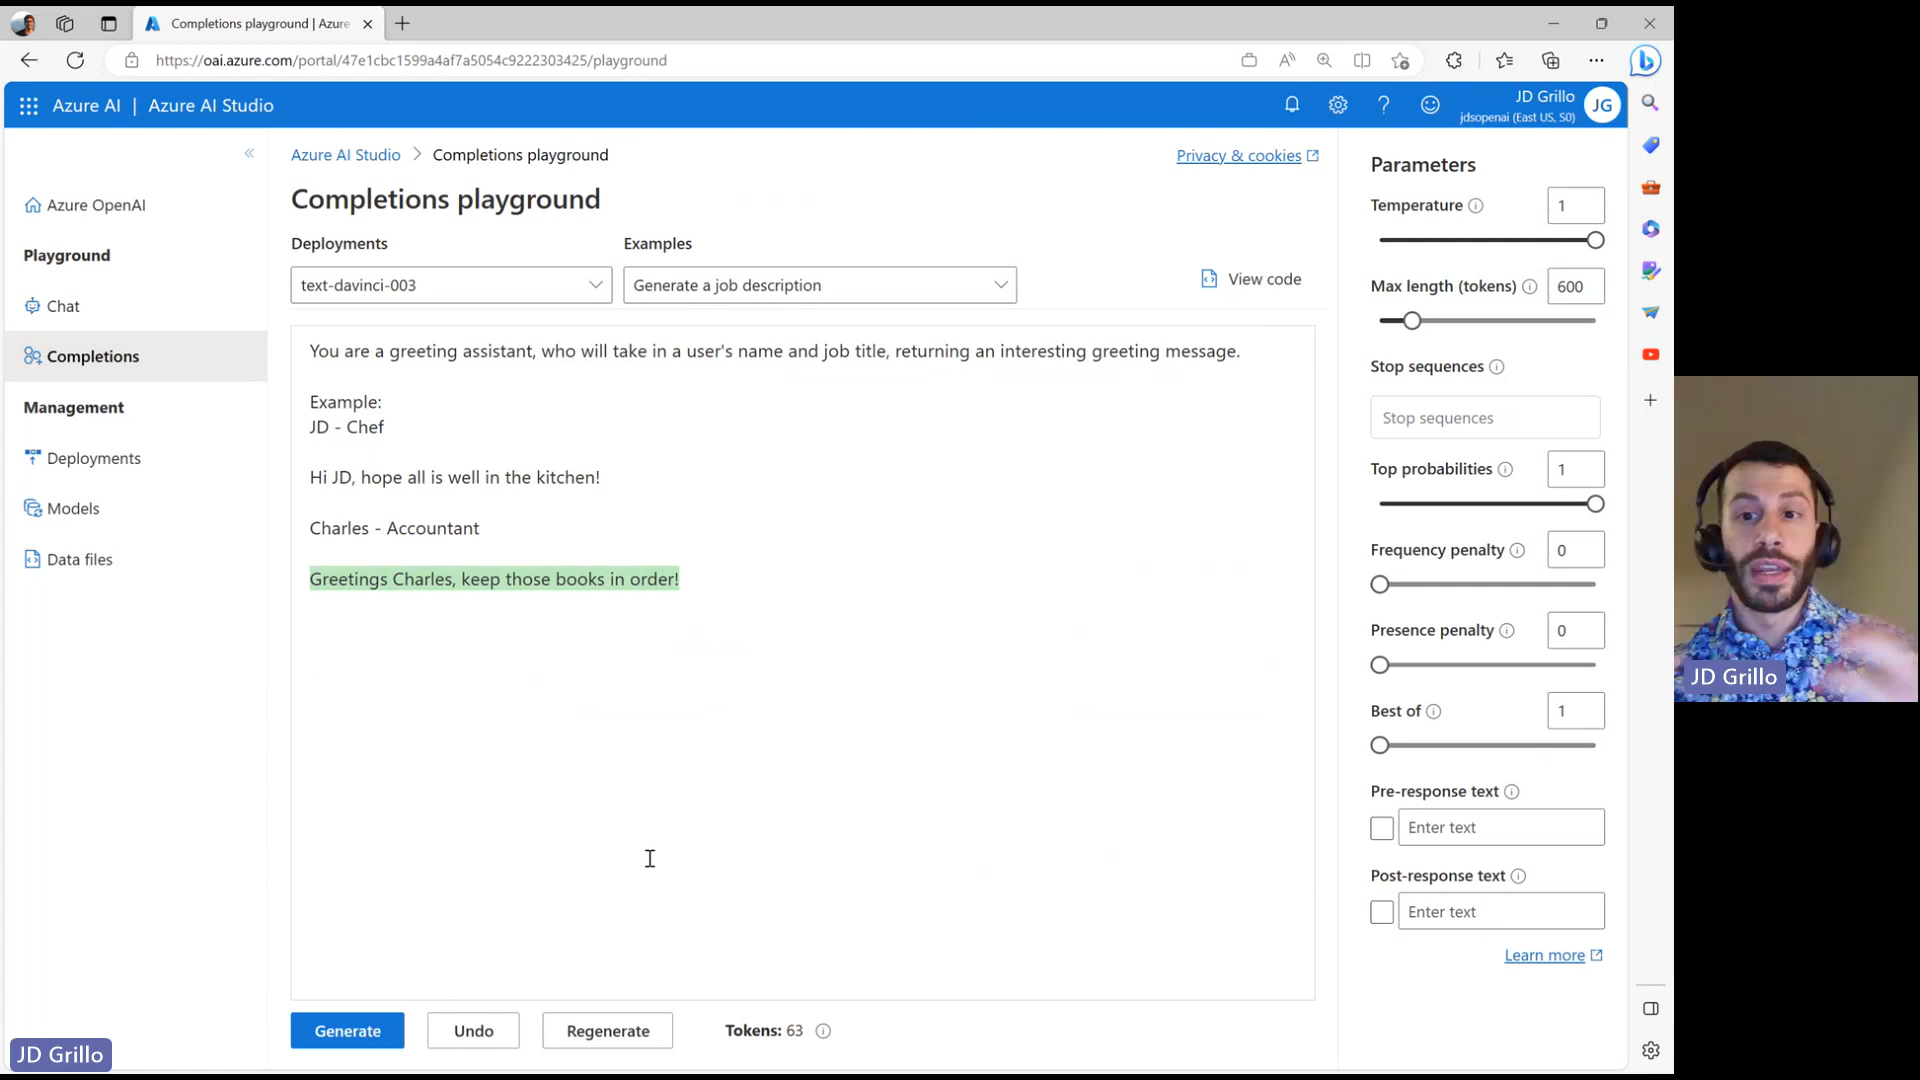 Completions playground | Azure
https://oai.azure.com/portal/47e1cbc1599a4af7a5054c9222303425/playground
Azure AI | Azure AI Studio
JD Grillo
jdsopenai (East US, S0)
JG
Azure AI Studio > Completions playground
Privacy & cookies
Completions playground
Deployments
Examples
text-davinci-003
Generate a job description
View code
Azure OpenAI
Playground
Chat
Completions
Management
Deployments
Models
Data files
You are a greeting assistant, who will take in a user's name and job title, returning an interesting greeting message.
Example:
JD - Chef
Hi JD, hope all is well in the kitchen!
Charles - Accountant
Greetings Charles, keep those books in order!
Generate
Undo
Regenerate
Tokens: 63
Parameters
Temperature
1
Max length (tokens)
600
Stop sequences
Stop sequences
Top probabilities
1
Frequency penalty
0
Presence penalty
0
Best of
1
Pre-response text
Enter text
Post-response text
Enter text
Learn more
JD Grillo
JD Grillo